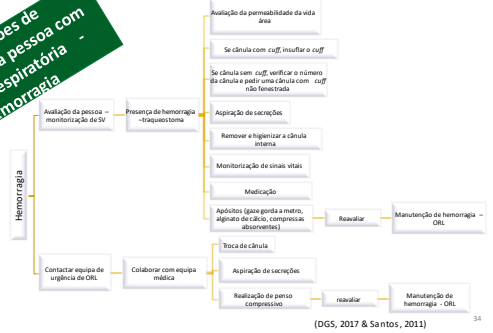 ões de
a pessoa com
espiratória -
emorragia
Hemorragia
Avaliação da pessoa –
monitorização de SV
Presença de hemorragia
–traqueostoma
Avaliação da permeabilidade da vida
área
Se cânula com cuff, insuflar o cuff
Se cânula sem cuff, verificar o número
da cânula e pedir uma cânula com cuff
não fenestrada
Aspiração de secreções
Remover e higienizar a cânula
interna
Monitorização de sinais vitais
Medicação
Apósitos (gaze gorda a metro,
alginato de cálcio, compressas
absorventes)
Reavaliar
Manutenção de hemorragia –
ORL
Contactar equipa de
urgência de ORL
Colaborar com equipa
médica
Troca de cânula
Aspiração de secreções
Realização de penso
compressivo
reavaliar
Manutenção de
hemorragia - ORL
(DGS, 2017 & Santos, 2011)
34